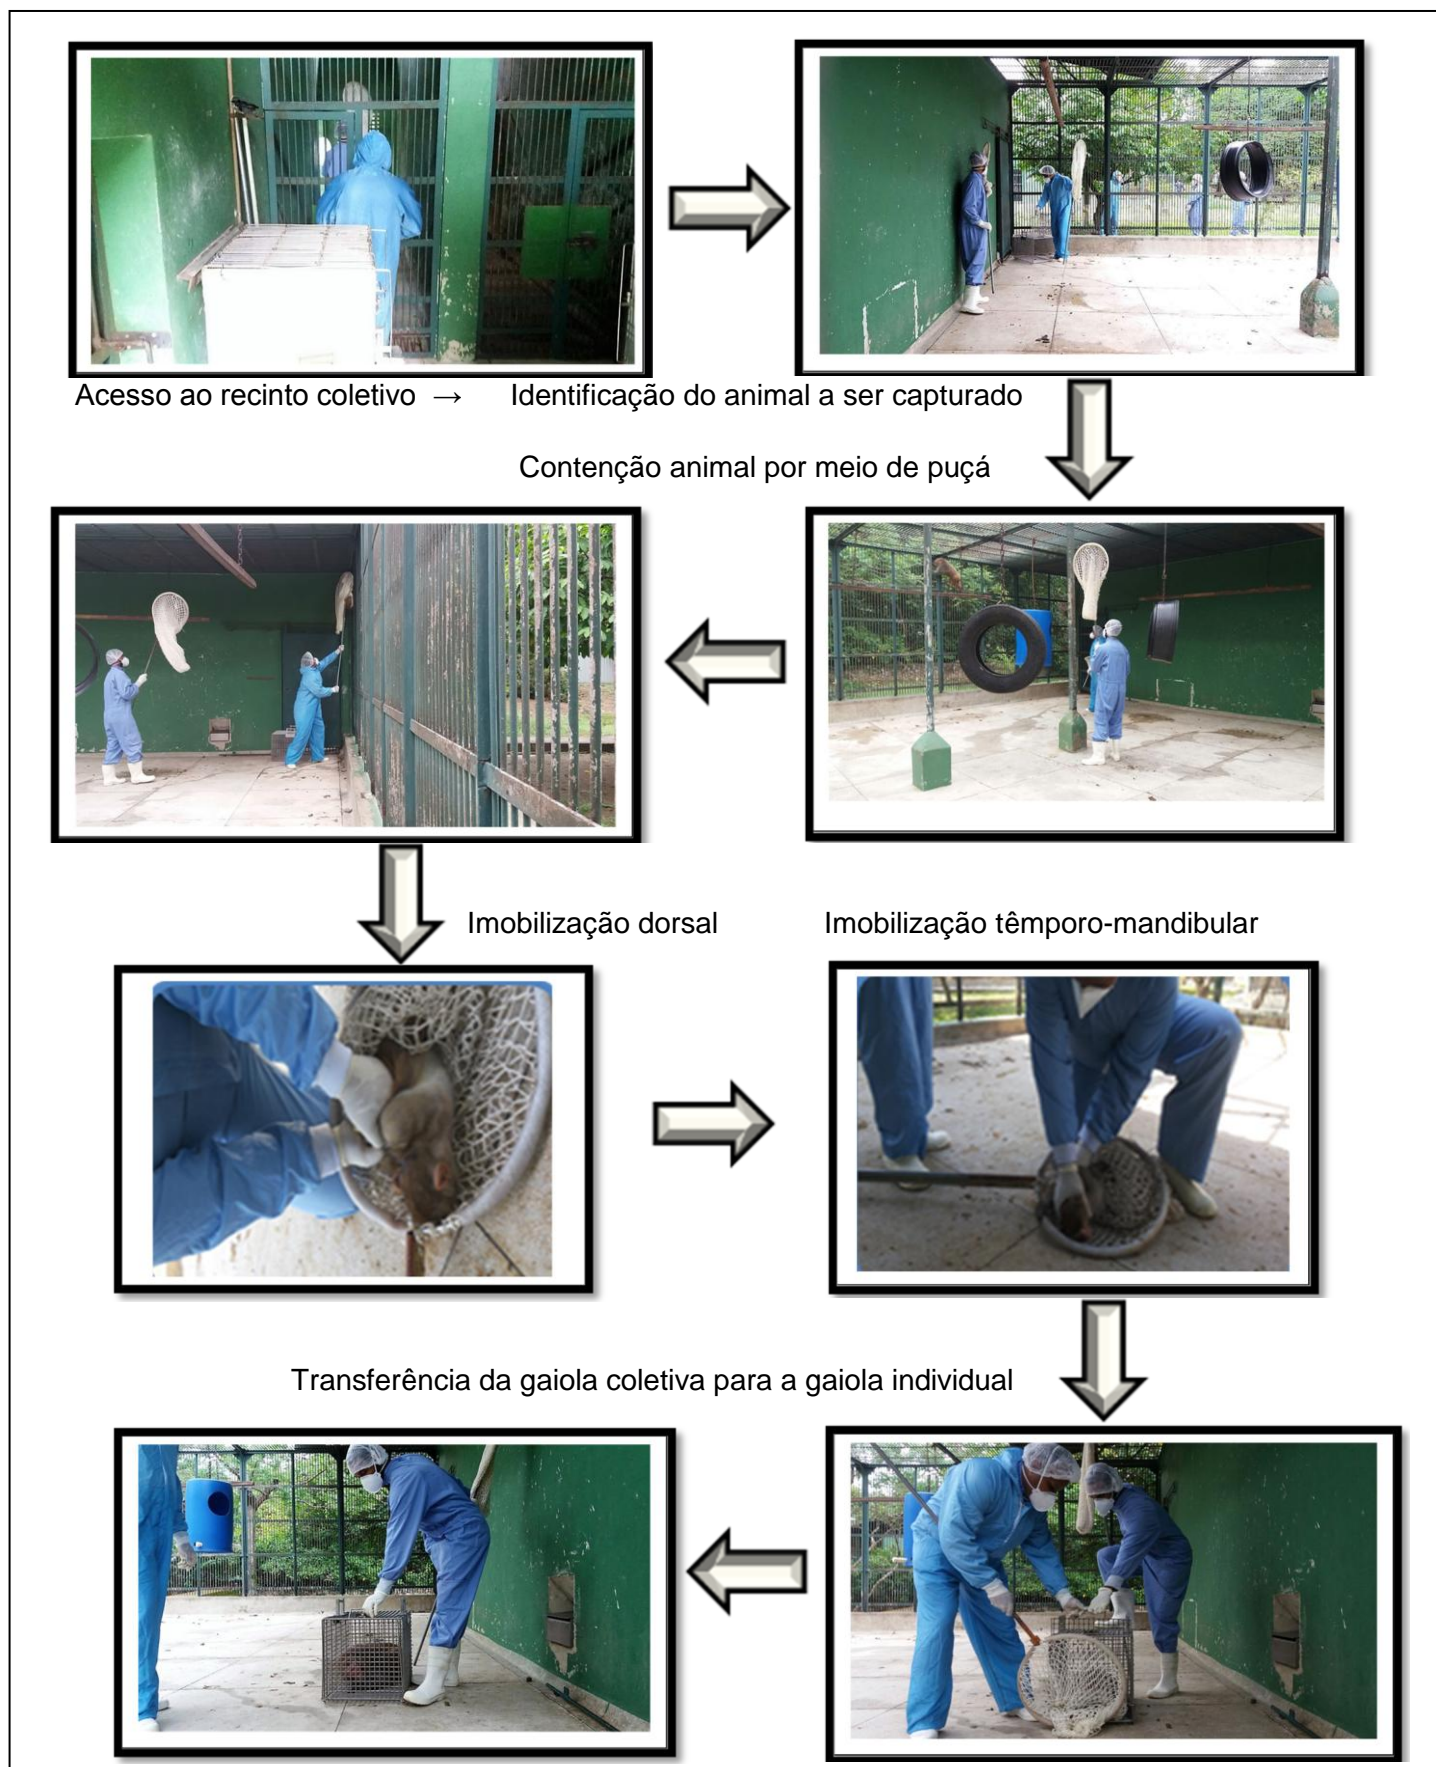 Acesso ao recinto coletivo → Identificação do animal a ser capturado
Contenção animal por meio de puçá
Imobilização dorsal Imobilização têmporo-mandibular
Transferência da gaiola coletiva para a gaiola individual